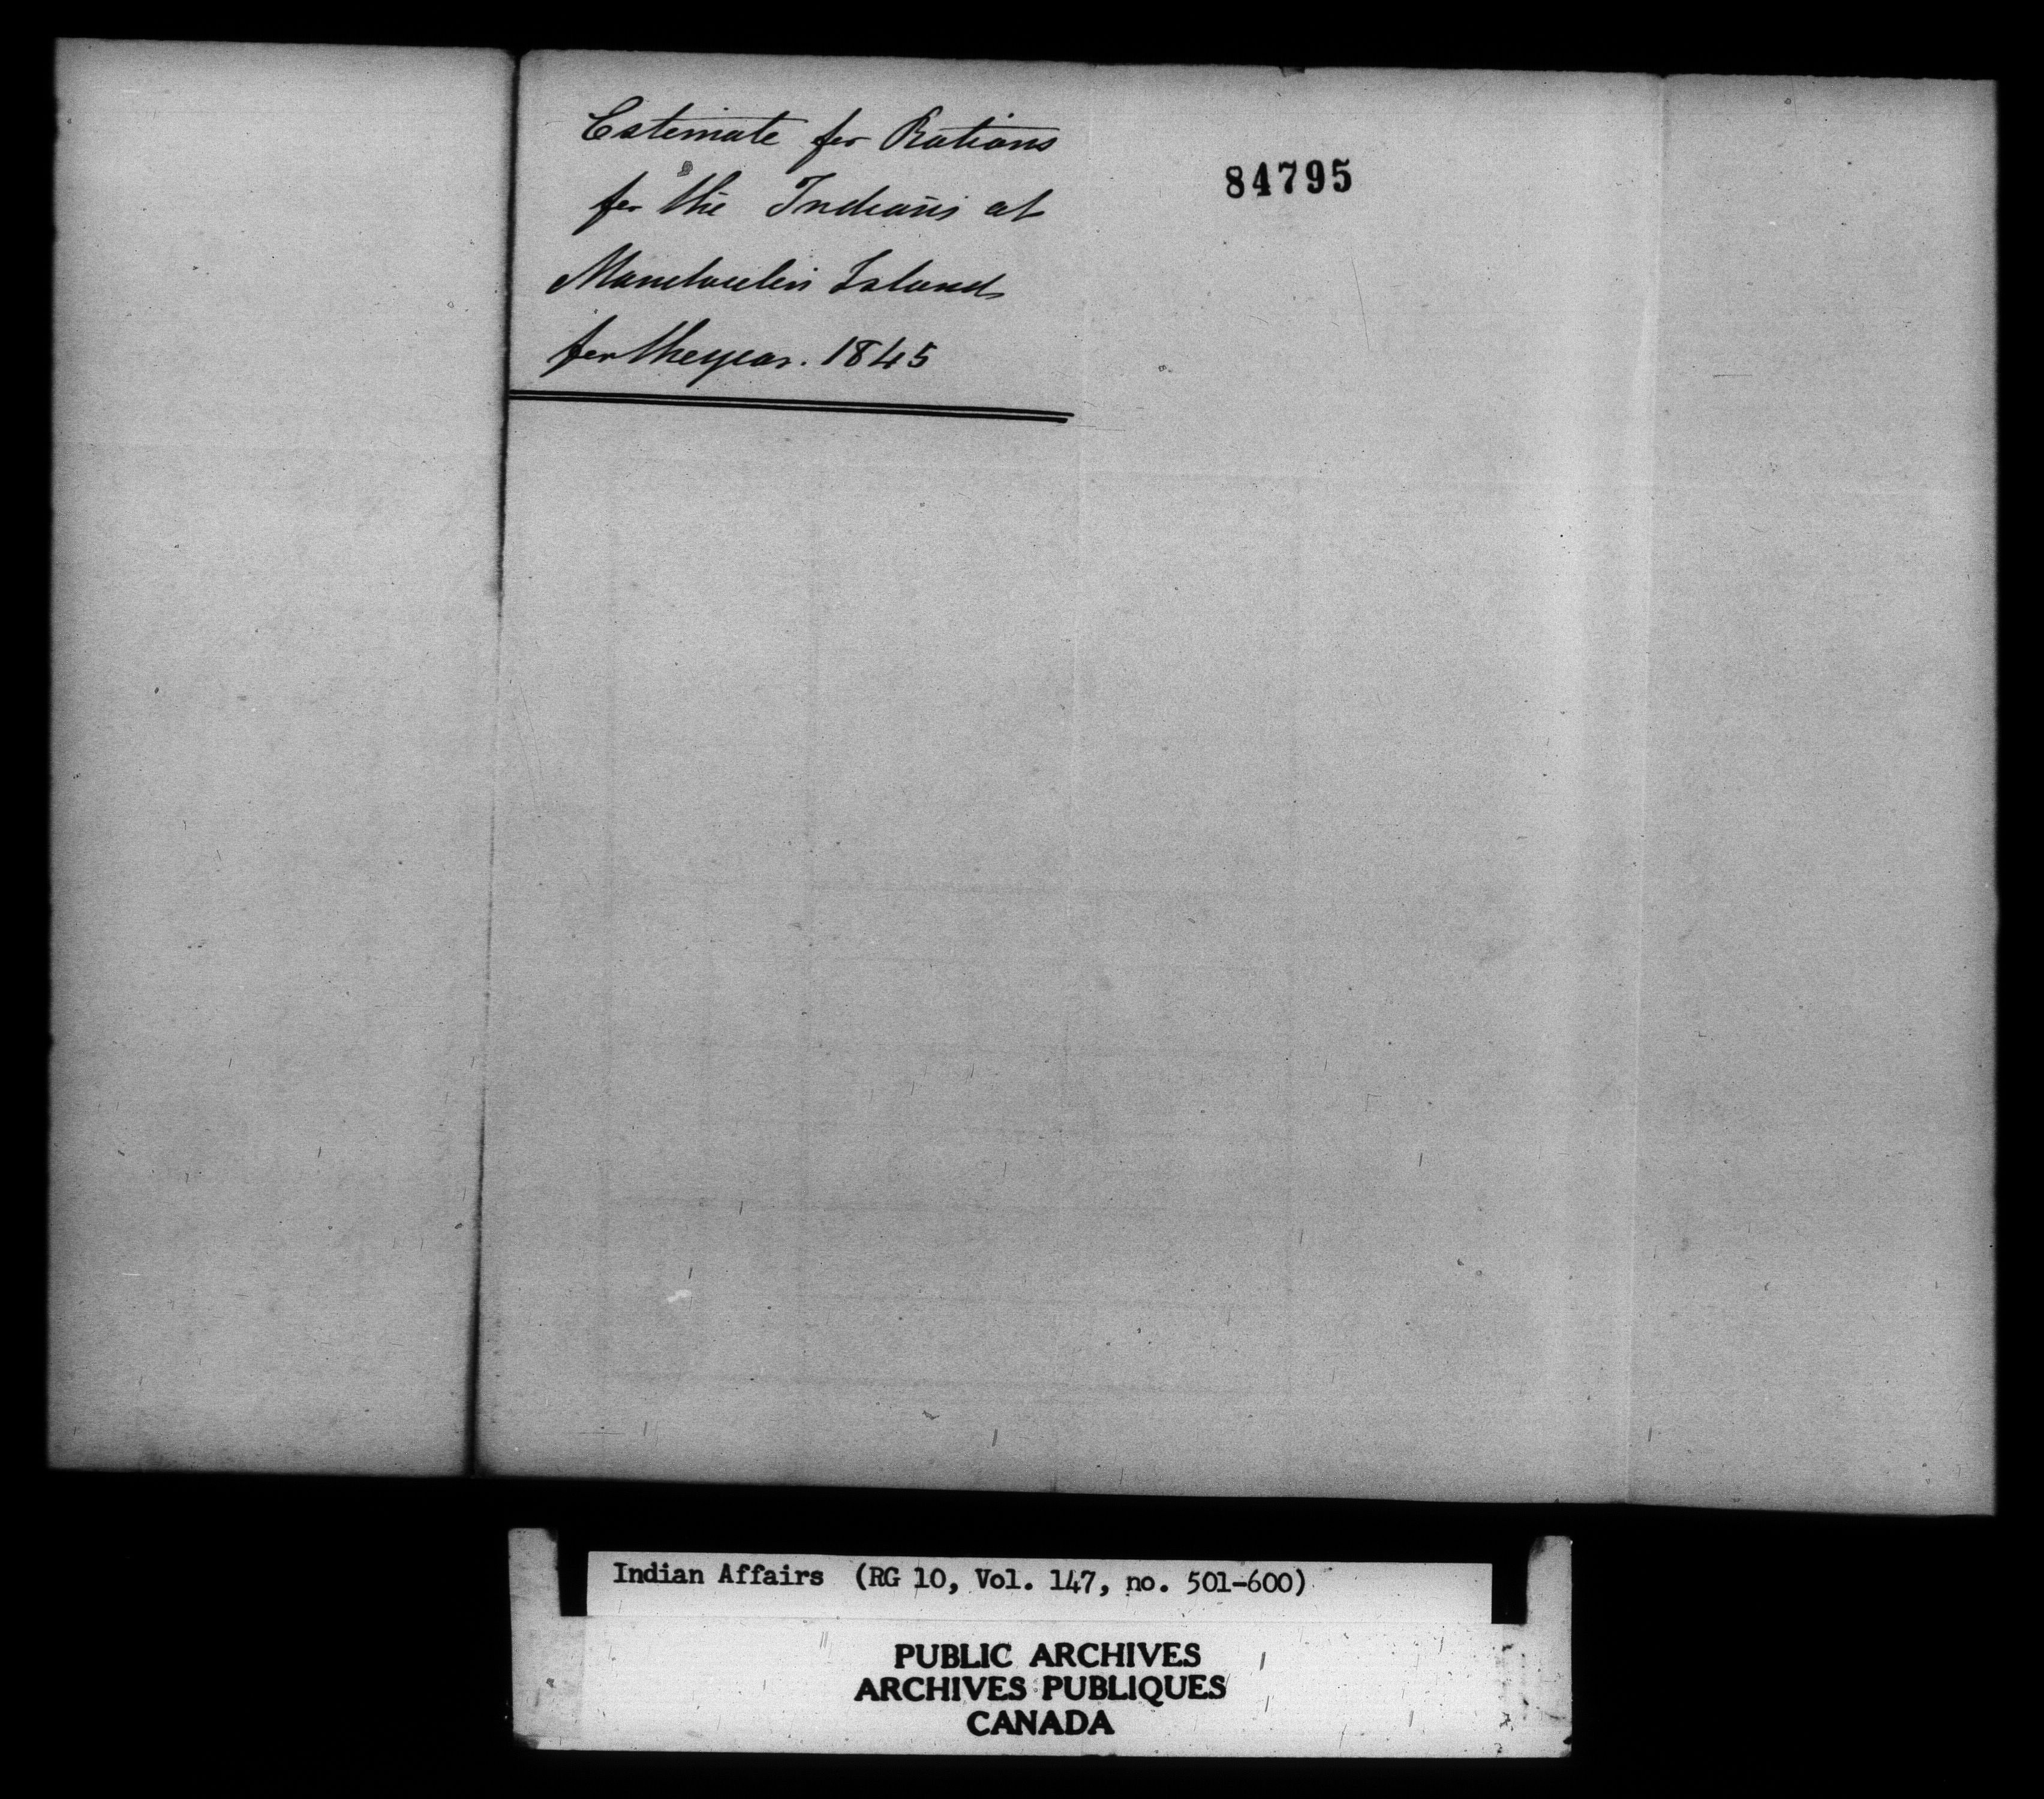 Estimate for Rations
for the Indians at
Manitoulin Island
for the year. 1845
84795
Indian Affairs (RG 10, Vol. 147, no. 501-600)
PUBLIC ARCHIVES
ARCHIVES PUBLIQUES
CANADA